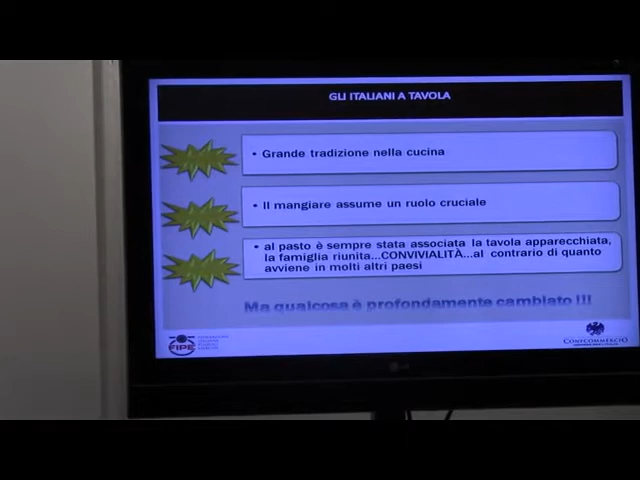 GLI ITALIANI A TAVOLA
• Grande tradizione nella cucina
• Il mangiare assume un ruolo cruciale
• al pasto è sempre stata associata la tavola apparecchiata,
la famiglia riunita...CONVIVIALITÀ...al contrario di quanto
avviene in molti altri paesi
Ma qualcosa è profondamente cambiato !!!
FIPE
CONFCOMMERCIO
LG